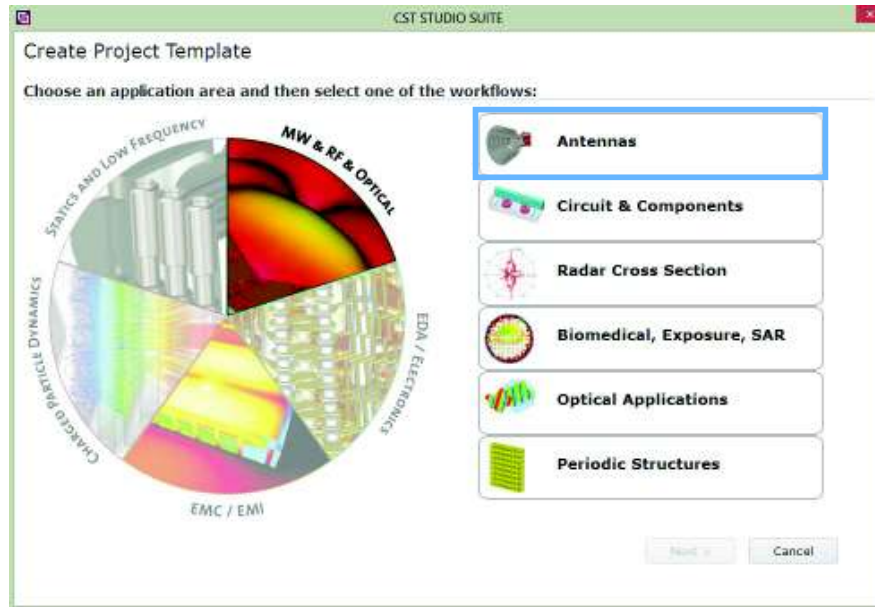 CST STUDIO SUITE
Create Project Template
Choose an application area and then select one of the workflows:
STATICS AND LOW FREQUENCY
MW & RF & OPTICAL
EDA / ELECTRONICS
EMC / EMI
CHARGED PARTICLE DYNAMICS
Antennas
Circuit & Components
Radar Cross Section
Biomedical, Exposure, SAR
Optical Applications
Periodic Structures
Next >
Cancel